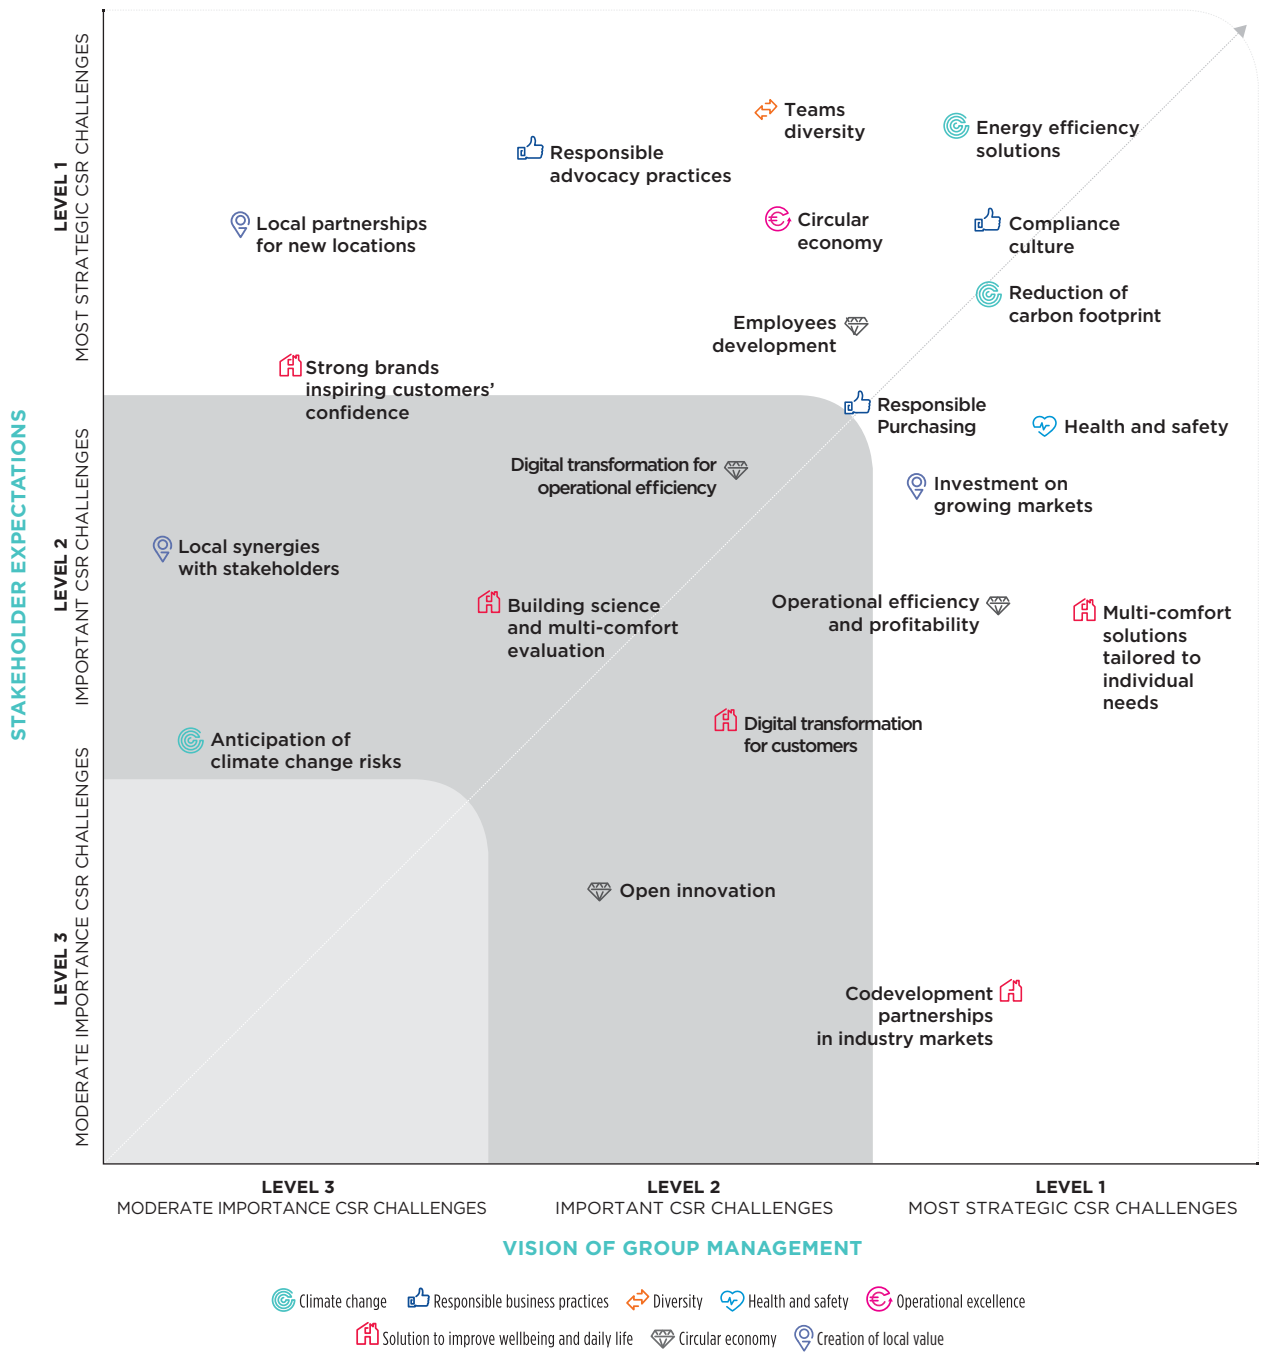 STAKEHOLDER EXPECTATIONS
LEVEL 1
MOST STRATEGIC CSR CHALLENGES
LEVEL 2
IMPORTANT CSR CHALLENGES
LEVEL 3
MODERATE IMPORTANCE CSR CHALLENGES
Teams
diversity
Energy efficiency
solutions
Responsible
advocacy practices
Local partnerships
for new locations
Circular
economy
Compliance
culture
Reduction of
carbon footprint
Employees
development
Strong brands
inspiring customers’
confidence
Responsible
Purchasing
Health and safety
Digital transformation for
operational efficiency
Investment on
growing markets
Local synergies
with stakeholders
Building science
and multi-comfort
evaluation
Operational efficiency
and profitability
Multi-comfort
solutions
tailored to
individual
needs
Digital transformation
for customers
Anticipation of
climate change risks
Open innovation
Codevelopment
partnerships
in industry markets
LEVEL 3
MODERATE IMPORTANCE CSR CHALLENGES
LEVEL 2
IMPORTANT CSR CHALLENGES
LEVEL 1
MOST STRATEGIC CSR CHALLENGES
VISION OF GROUP MANAGEMENT
Climate change
Responsible business practices
Diversity
Health and safety
Operational excellence
Solution to improve wellbeing and daily life
Circular economy
Creation of local value